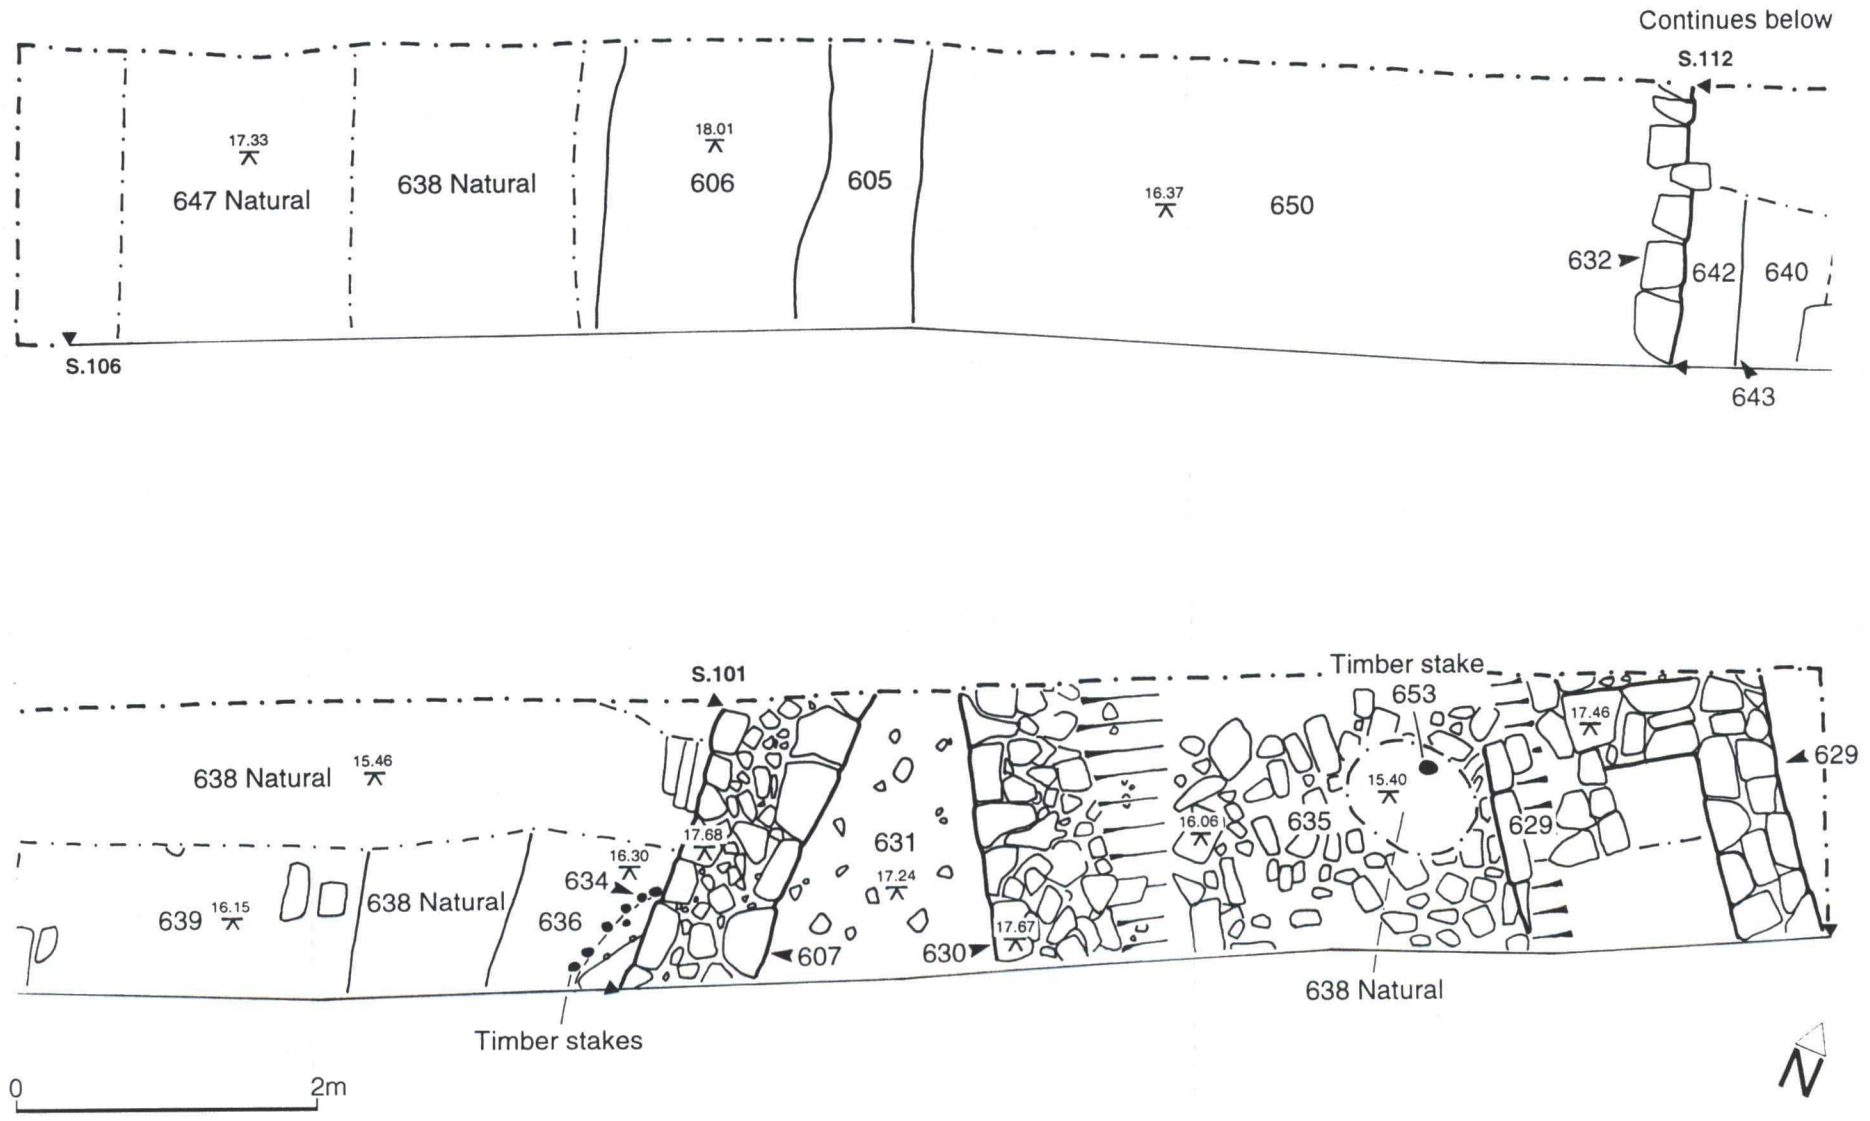 Continues below
S.112
17.33
647 Natural
638 Natural
18.01
606
605
16.37
650
632
642
640
643
S.106
S.101
Timber stake
653
638 Natural
15.46
17.68
16.30
634
639
16.15
638 Natural
636
607
631
17.24
630
17.67
16.06
635
15.40
629
17.46
629
638 Natural
Timber stakes
0
2m
N